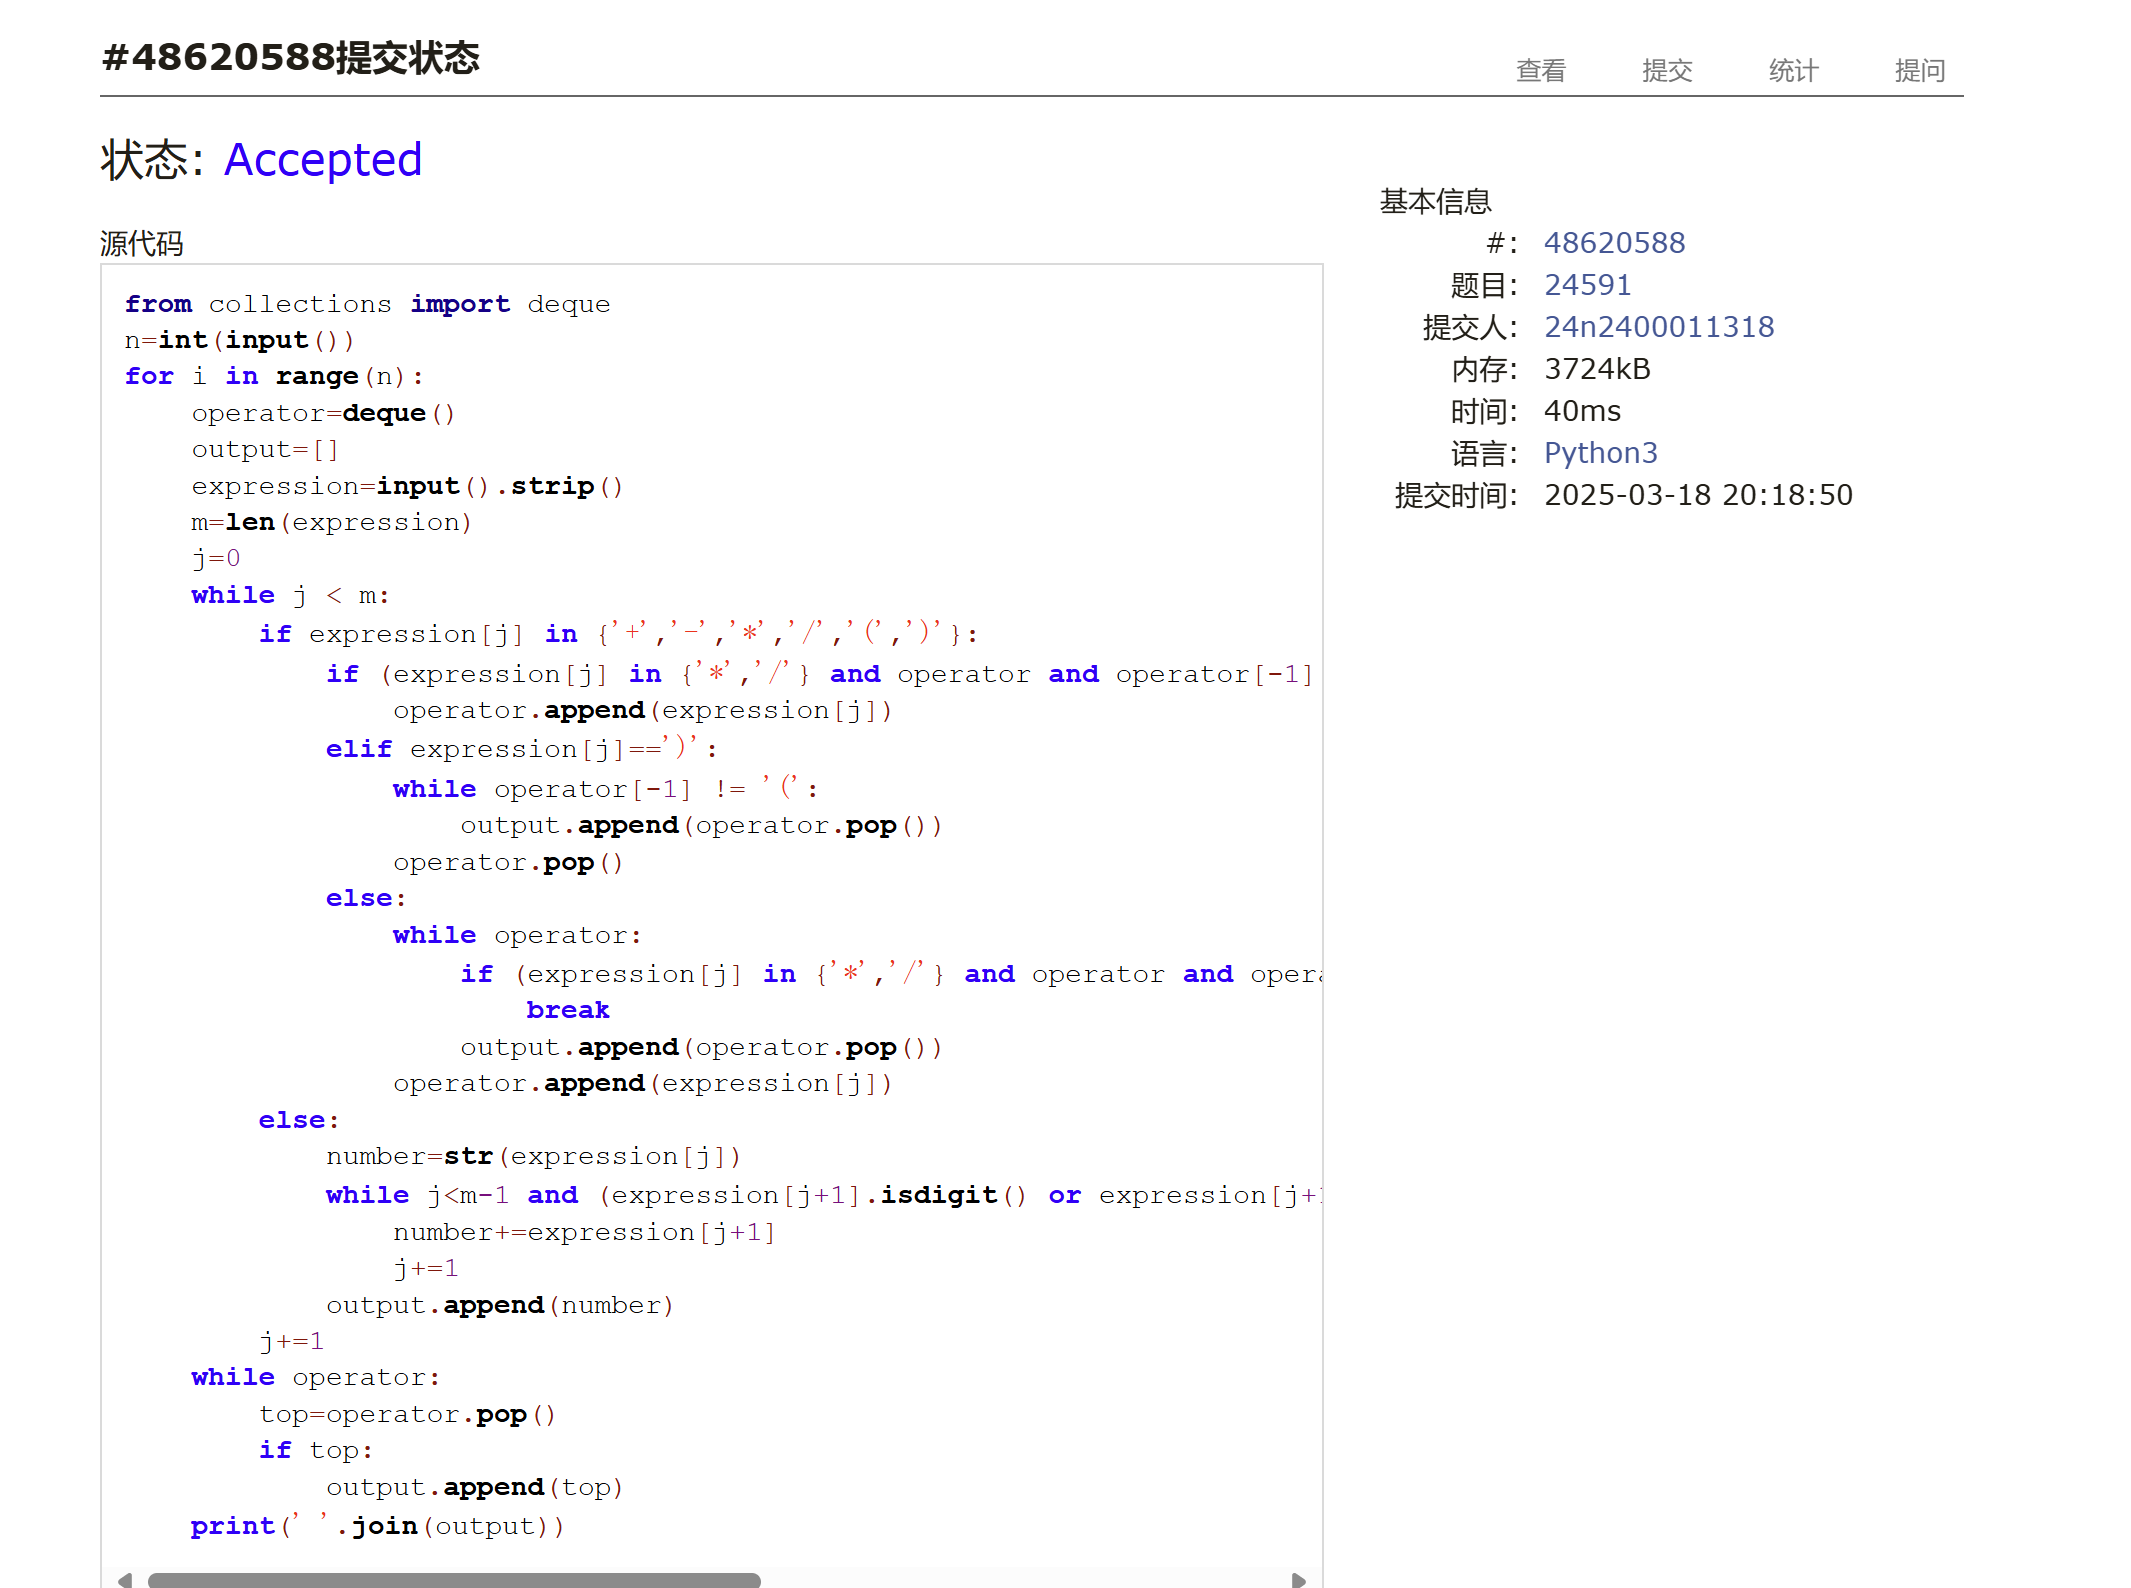 #48620588提交状态
查看 提交 统计 提问
状态: Accepted
源代码
from collections import deque
n=int(input())
for i in range(n):
    operator=deque()
    output=[]
    expression=input().strip()
    m=len(expression)
    j=0
    while j < m:
        if expression[j] in {'+','-','*','/','(',')'}:
            if (expression[j] in {'*','/'} and operator and operator[-1]
                operator.append(expression[j])
            elif expression[j]==')':
                while operator[-1] != '(':
                    output.append(operator.pop())
                operator.pop()
            else:
                while operator:
                    if (expression[j] in {'*','/'} and operator and oper
                        break
                    output.append(operator.pop())
                operator.append(expression[j])
        else:
            number=str(expression[j])
            while j<m-1 and (expression[j+1].isdigit() or expression[j+1
                number+=expression[j+1]
                j+=1
            output.append(number)
        j+=1
    while operator:
        top=operator.pop()
        if top:
            output.append(top)
    print(' '.join(output))
基本信息
#: 48620588
题目: 24591
提交人: 24n2400011318
内存: 3724kB
时间: 40ms
语言: Python3
提交时间: 2025-03-18 20:18:50